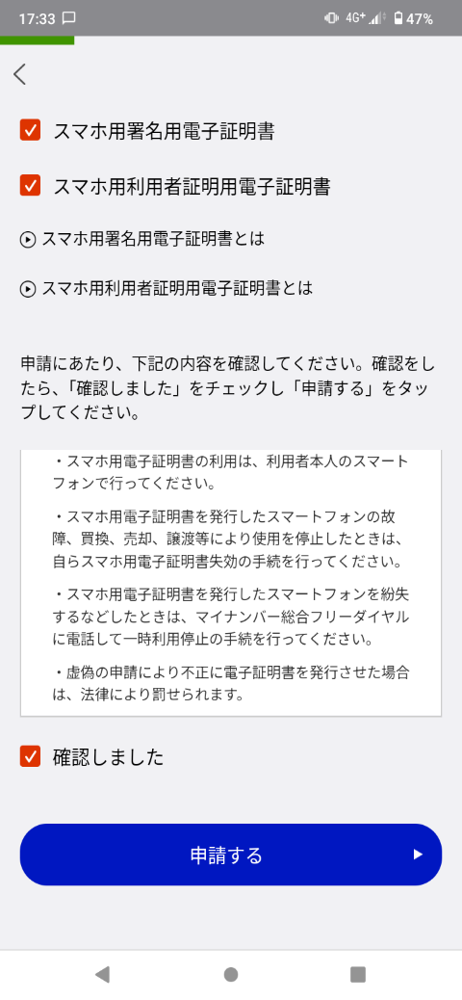 17:33
4G+
47%
スマホ用署名用電子証明書
スマホ用利用者証明用電子証明書
スマホ用署名用電子証明書とは
スマホ用利用者証明用電子証明書とは
申請にあたり、下記の内容を確認してください。確認をし
たら、「確認しました」をチェックし「申請する」をタッ
プしてください。
・スマホ用電子証明書の利用は、利用者本人のスマート
フォンで行ってください。
・スマホ用電子証明書を発行したスマートフォンの故
障、買換、売却、譲渡等により使用を停止したときは、
自らスマホ用電子証明書失効の手続を行ってください。
・スマホ用電子証明書を発行したスマートフォンを紛失
するなどしたときは、マイナンバー総合フリーダイヤル
に電話して一時利用停止の手続を行ってください。
・虚偽の申請により不正に電子証明書を発行させた場合
は、法律により罰せられます。
確認しました
申請する